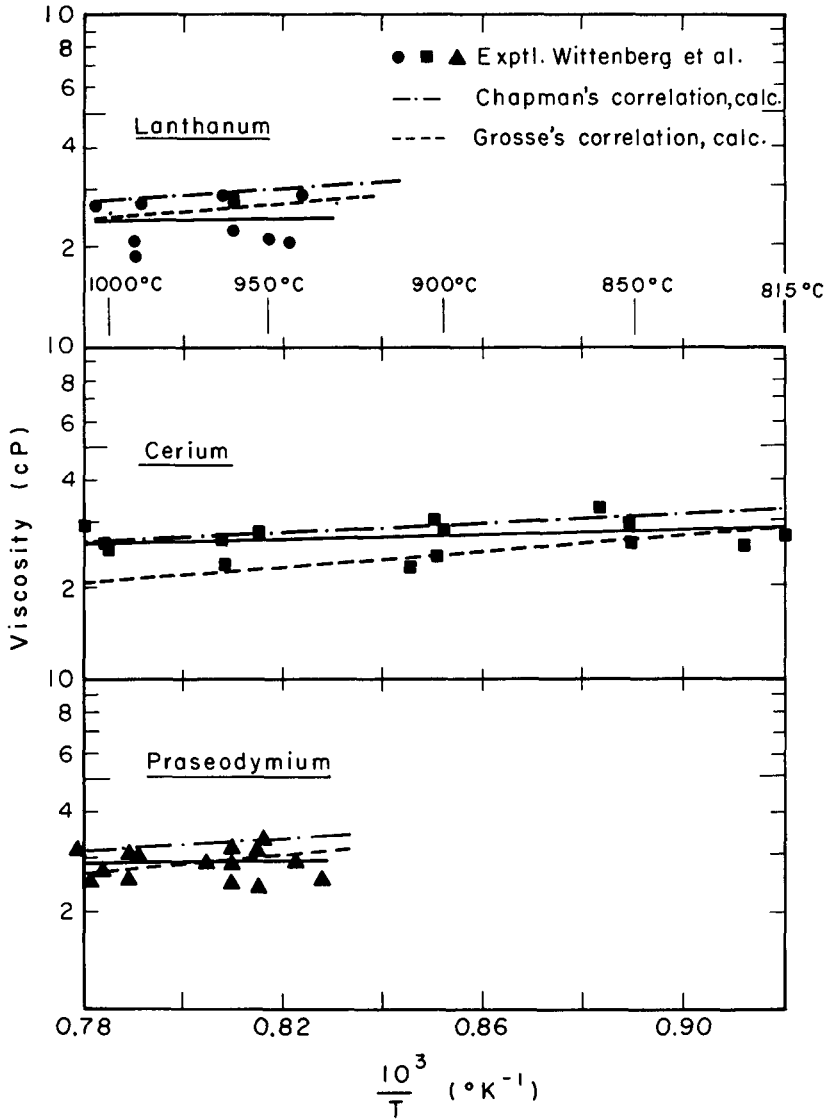 10
8
6
4
2
● ■ ▲ Exptl. Wittenberg et al.
Chapman's correlation, calc.
Grosse's correlation, calc.
Lanthanum
1000°C 950°C 900°C 850°C 815°C
10
8
6
4
2
Cerium
Viscosity (cP)
10
8
6
4
2
Praseodymium
0.78 0.82 0.86 0.90
10³
T
(°K⁻¹)